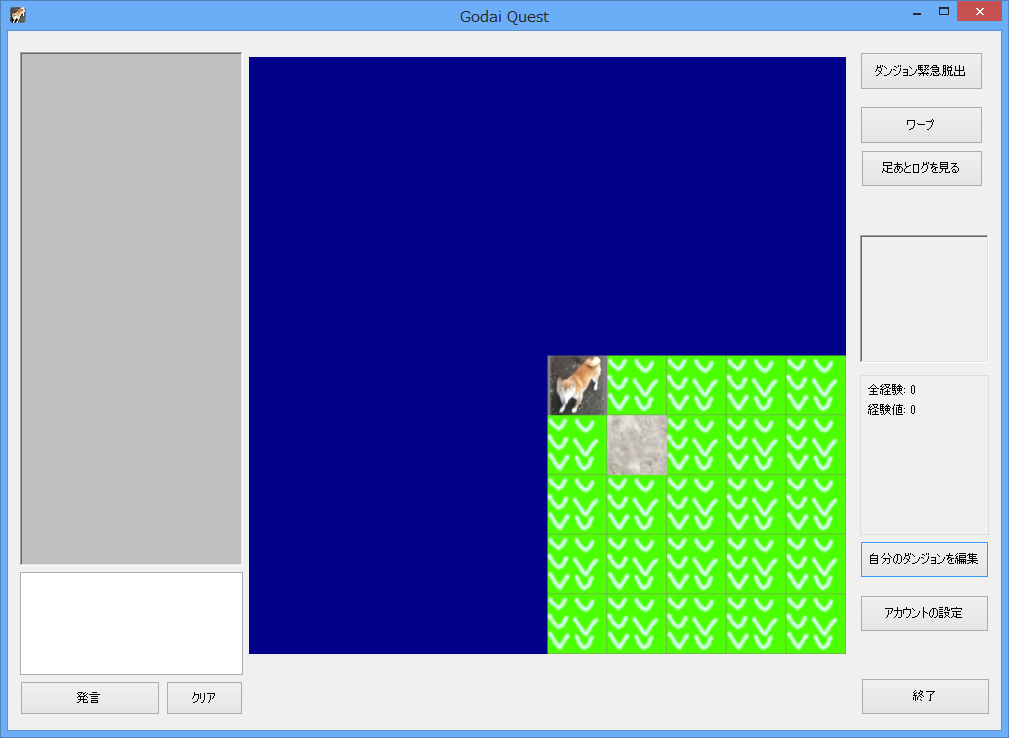 Godai Quest
ダンジョン緊急脱出
ワープ
足あとログを見る
全経験: 0
経験値: 0
自分のダンジョンを編集
アカウントの設定
発言
クリア
終了